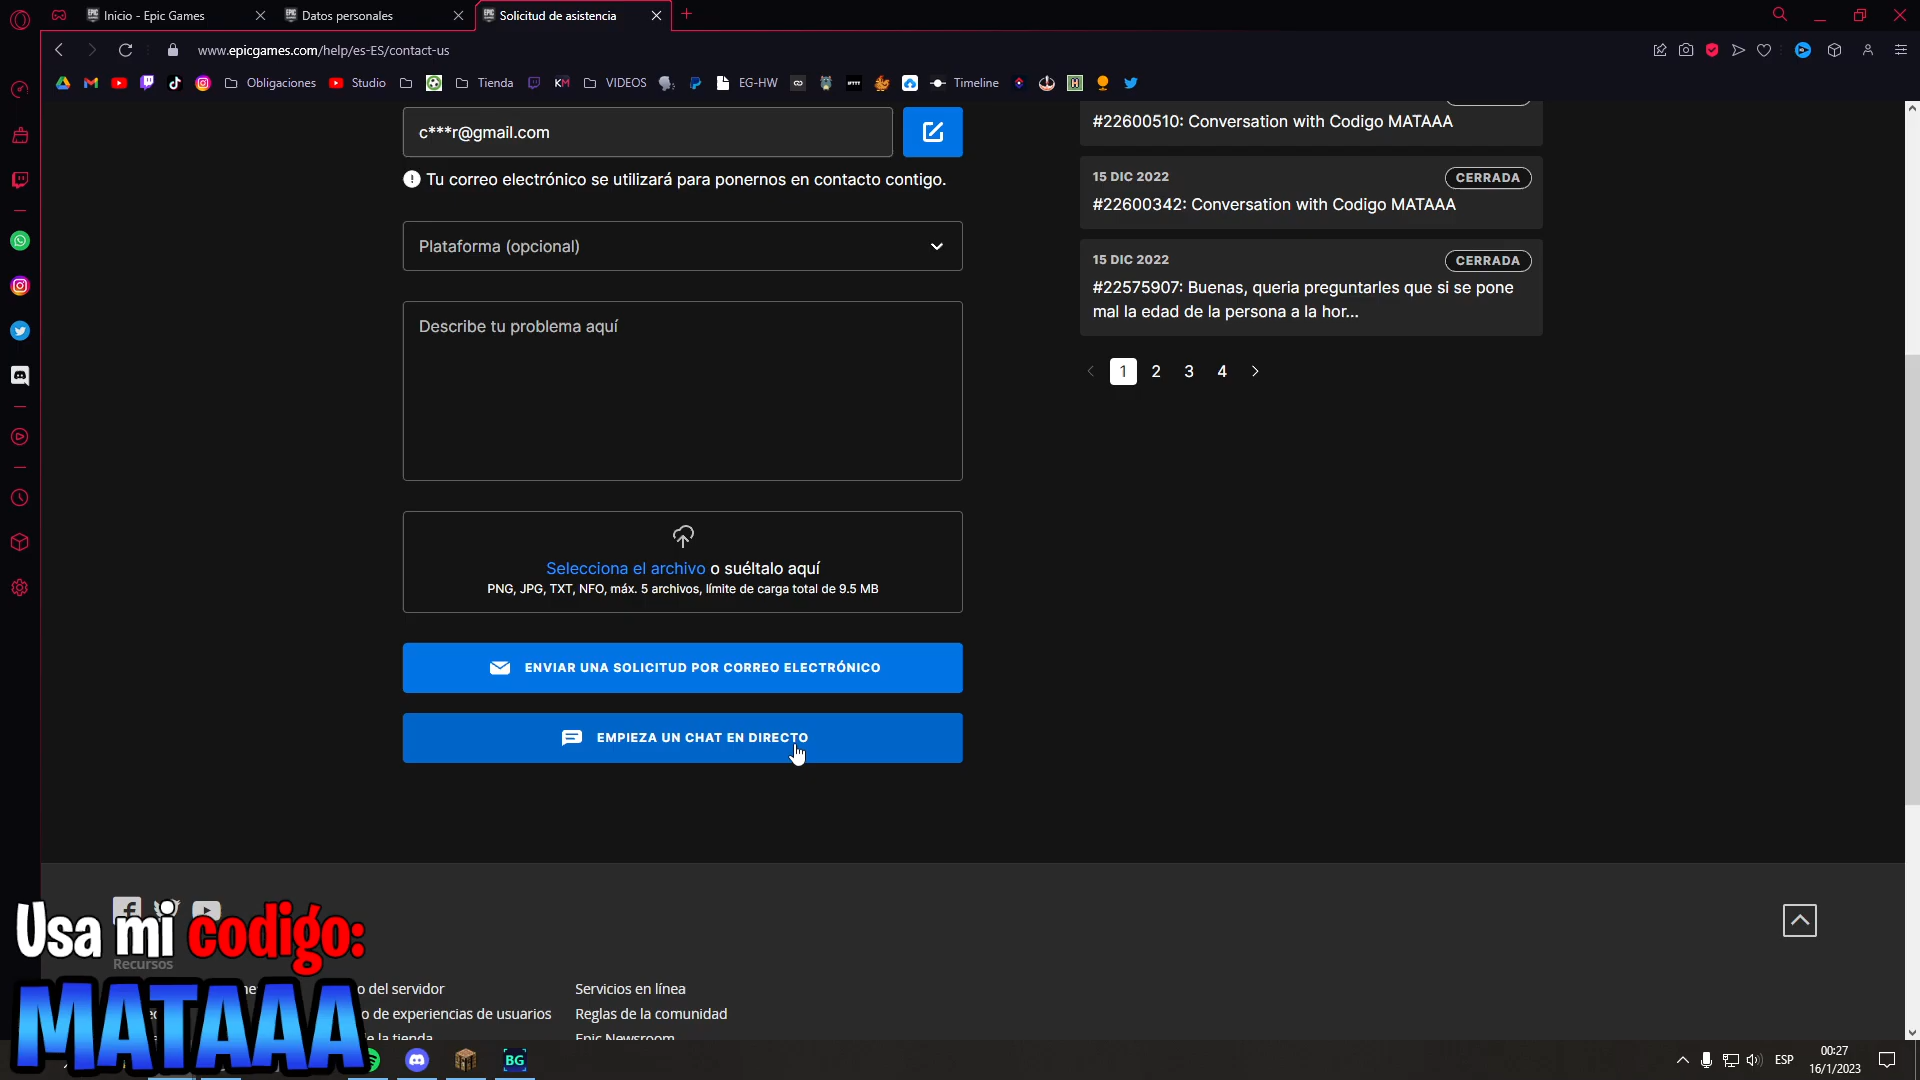 Inicio - Epic Games
Datos personales
Solicitud de asistencia
www.epicgames.com/help/es-ES/contact-us
Obligaciones
Studio
Tienda
KM
VIDEOS
EG-HW
Timeline
c***r@gmail.com
Tu correo electrónico se utilizará para ponernos en contacto contigo.
Plataforma (opcional)
Describe tu problema aquí
Selecciona el archivo o suéltalo aquí
PNG, JPG, TXT, NFO, máx. 5 archivos, límite de carga total de 9.5 MB
ENVIAR UNA SOLICITUD POR CORREO ELECTRÓNICO
EMPIEZA UN CHAT EN DIRECTO
#22600510: Conversation with Codigo MATAAA
15 DIC 2022
CERRADA
#22600342: Conversation with Codigo MATAAA
15 DIC 2022
CERRADA
#22575907: Buenas, queria preguntarles que si se pone
mal la edad de la persona a la hor...
1 2 3 4
Usa mi codigo:
MATAAA
Recursos
o del servidor
Servicios en línea
o de experiencias de usuarios
Reglas de la comunidad
e la tienda
Epic Newsroom
BG
ESP
00:27
16/1/2023